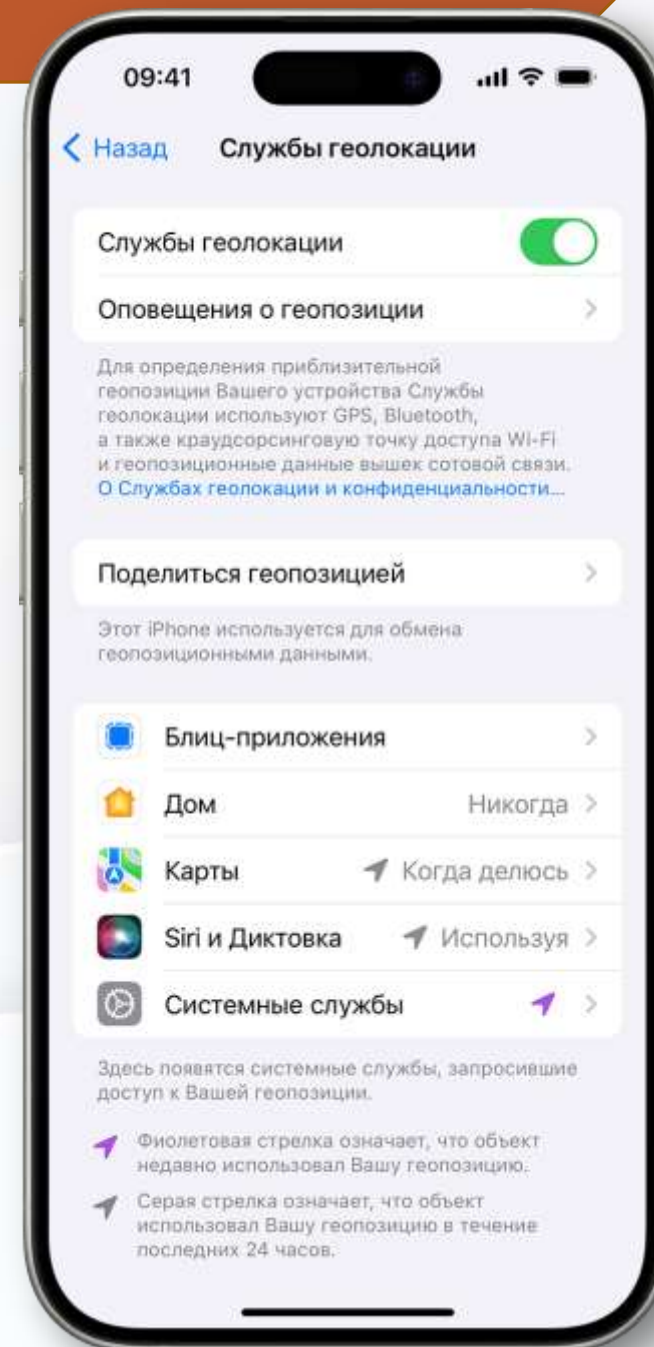 09:41
Назад
Службы геолокации
Службы геолокации
Оповещения о геопозиции
Для определения приблизительной
геопозиции Вашего устройства Службы
геолокации используют GPS, Bluetooth,
а также краудсорсинговую точку доступа Wi-Fi
и геопозиционные данные вышек сотовой связи.
О Службах геолокации и конфиденциальности...
Поделиться геопозицией
Этот iPhone используется для обмена
геопозиционными данными.
Блиц-приложения
Дом Никогда
Карты Когда делюсь
Siri и Диктовка Используя
Системные службы
Здесь появятся системные службы, запросившие
доступ к Вашей геопозиции.
Фиолетовая стрелка означает, что объект
недавно использовал Вашу геопозицию.
Серая стрелка означает, что объект
использовал Вашу геопозицию в течение
последних 24 часов.